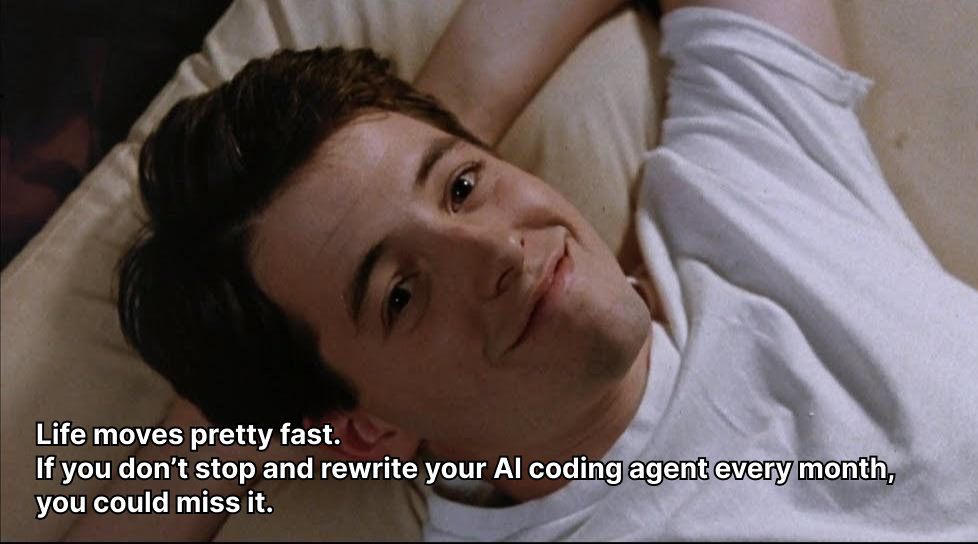 Life moves pretty fast.
If you don’t stop and rewrite your AI coding agent every month,
you could miss it.